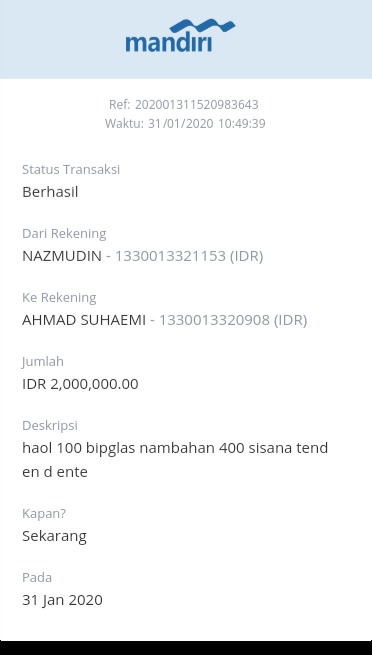 mandiri
Ref: 202001311520983643
Waktu: 31/01/2020 10:49:39
Status Transaksi
Berhasil
Dari Rekening
NAZMUDIN - 1330013321153 (IDR)
Ke Rekening
AHMAD SUHAEMI - 1330013320908 (IDR)
Jumlah
IDR 2,000,000.00
Deskripsi
haol 100 bipglas nambahan 400 sisana tend
en d ente
Kapan?
Sekarang
Pada
31 Jan 2020